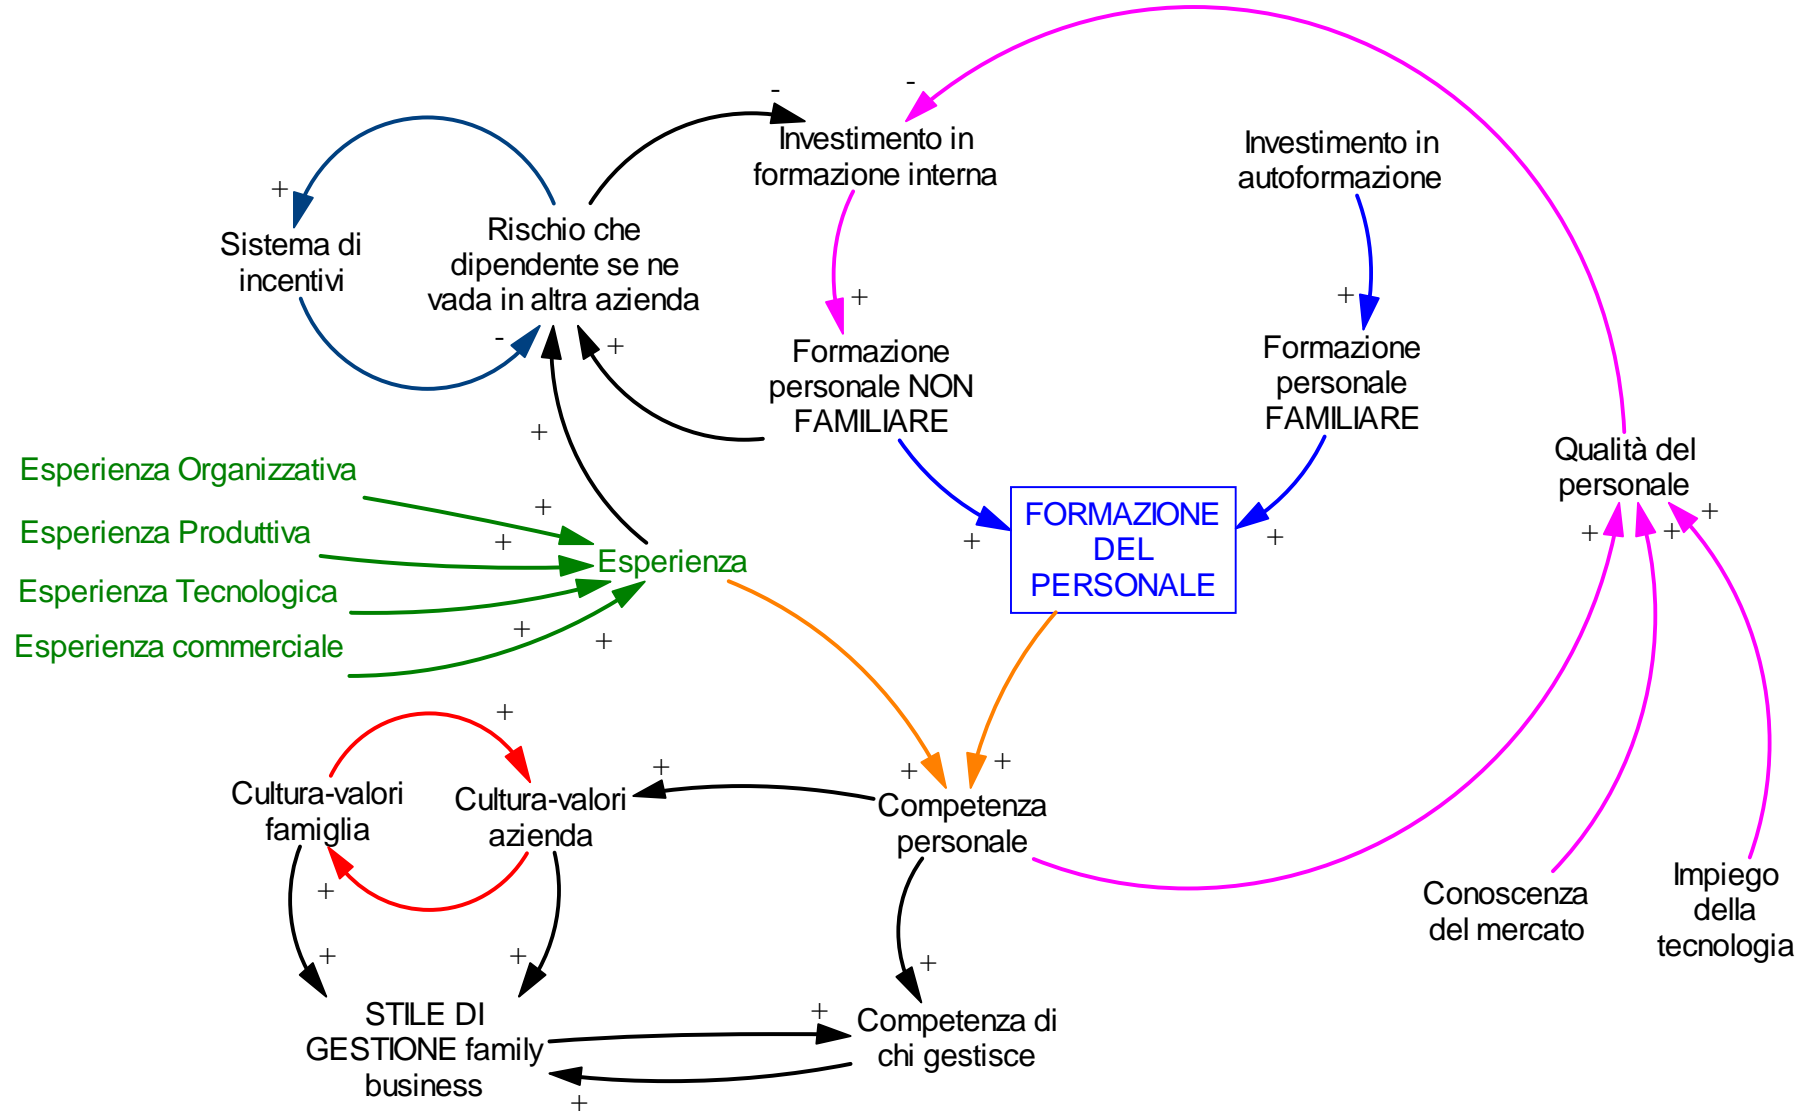 -
-
Investimento in
formazione interna
Investimento in
autoformazione
+
Sistema di
incentivi
Rischio che
dipendente se ne
vada in altra azienda
+
+
-
+
Formazione
personale NON
FAMILIARE
Formazione
personale
FAMILIARE
+
Qualità del
personale
+
+
+
Esperienza Organizzativa
+
Esperienza Produttiva
+
Esperienza Tecnologica
+
Esperienza commerciale
+
Esperienza
FORMAZIONE
DEL
PERSONALE
+
+
+
Cultura-valori
famiglia
Cultura-valori
azienda
+
+
+
Competenza
personale
+
+
+
+
Conoscenza
del mercato
Impiego
della
tecnologia
STILE DI
GESTIONE family
business
+
+
Competenza di
chi gestisce
+